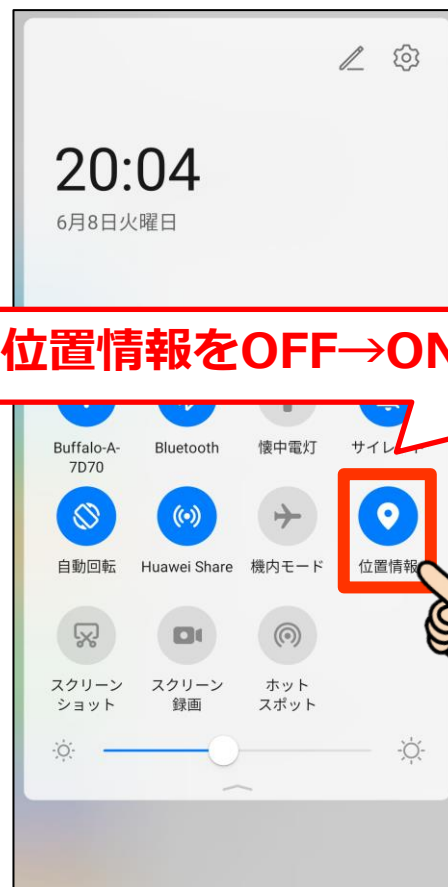 20:04
6月8日火曜日
位置情報をOFF→ON
Buffalo-A-
7D70
Bluetooth
懐中電灯
サイレ
自動回転
Huawei Share
機内モード
位置情報
スクリーン
ショット
スクリーン
録画
ホット
スポット